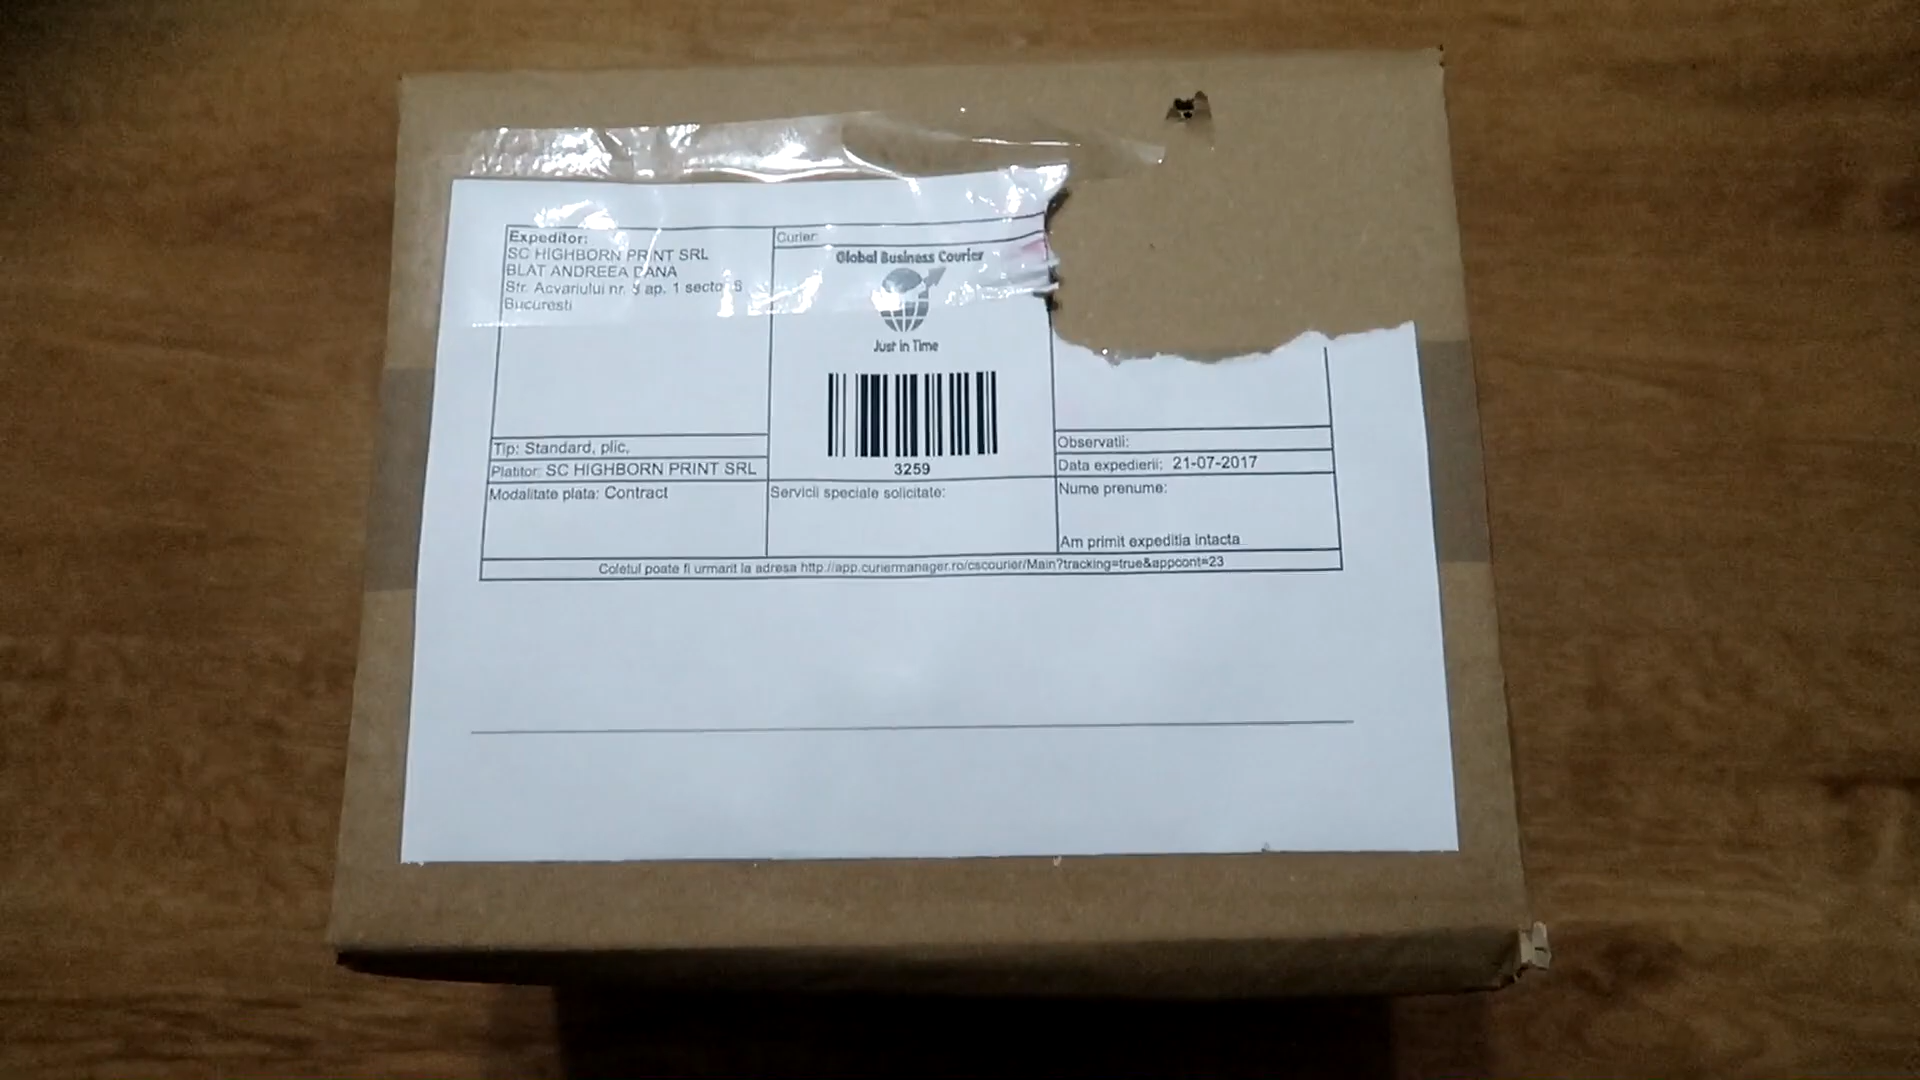 Expeditor:
SC HIGHBORN PRINT SRL
BLAT ANDREEA DANA
Str. Acvariului nr. ap. 1 sector
Bucuresti
Tip: Standard, plic,
Platitor: SC HIGHBORN PRINT SRL
Modalitate plata: Contract
Curier:
Global Business Courier
Just in Time
3259
Servicii speciale solicitate:
Observatii:
Data expedierii: 21-07-2017
Nume prenume:
Am primit expeditia intacta
Coletul poate fi urmarit la adresa http://app.curiermanager.ro/cscourier/Main?tracking=true&appcont=23